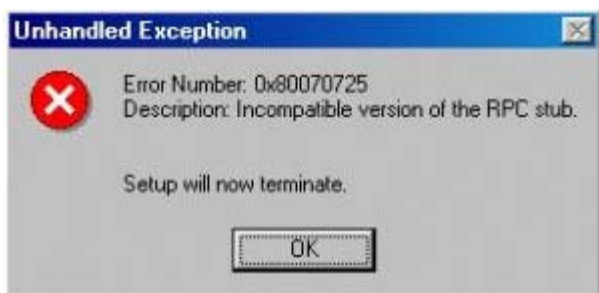 Unhandled Exception
Error Number: 0x80070725
Description: Incompatible version of the RPC stub.
Setup will now terminate.
OK